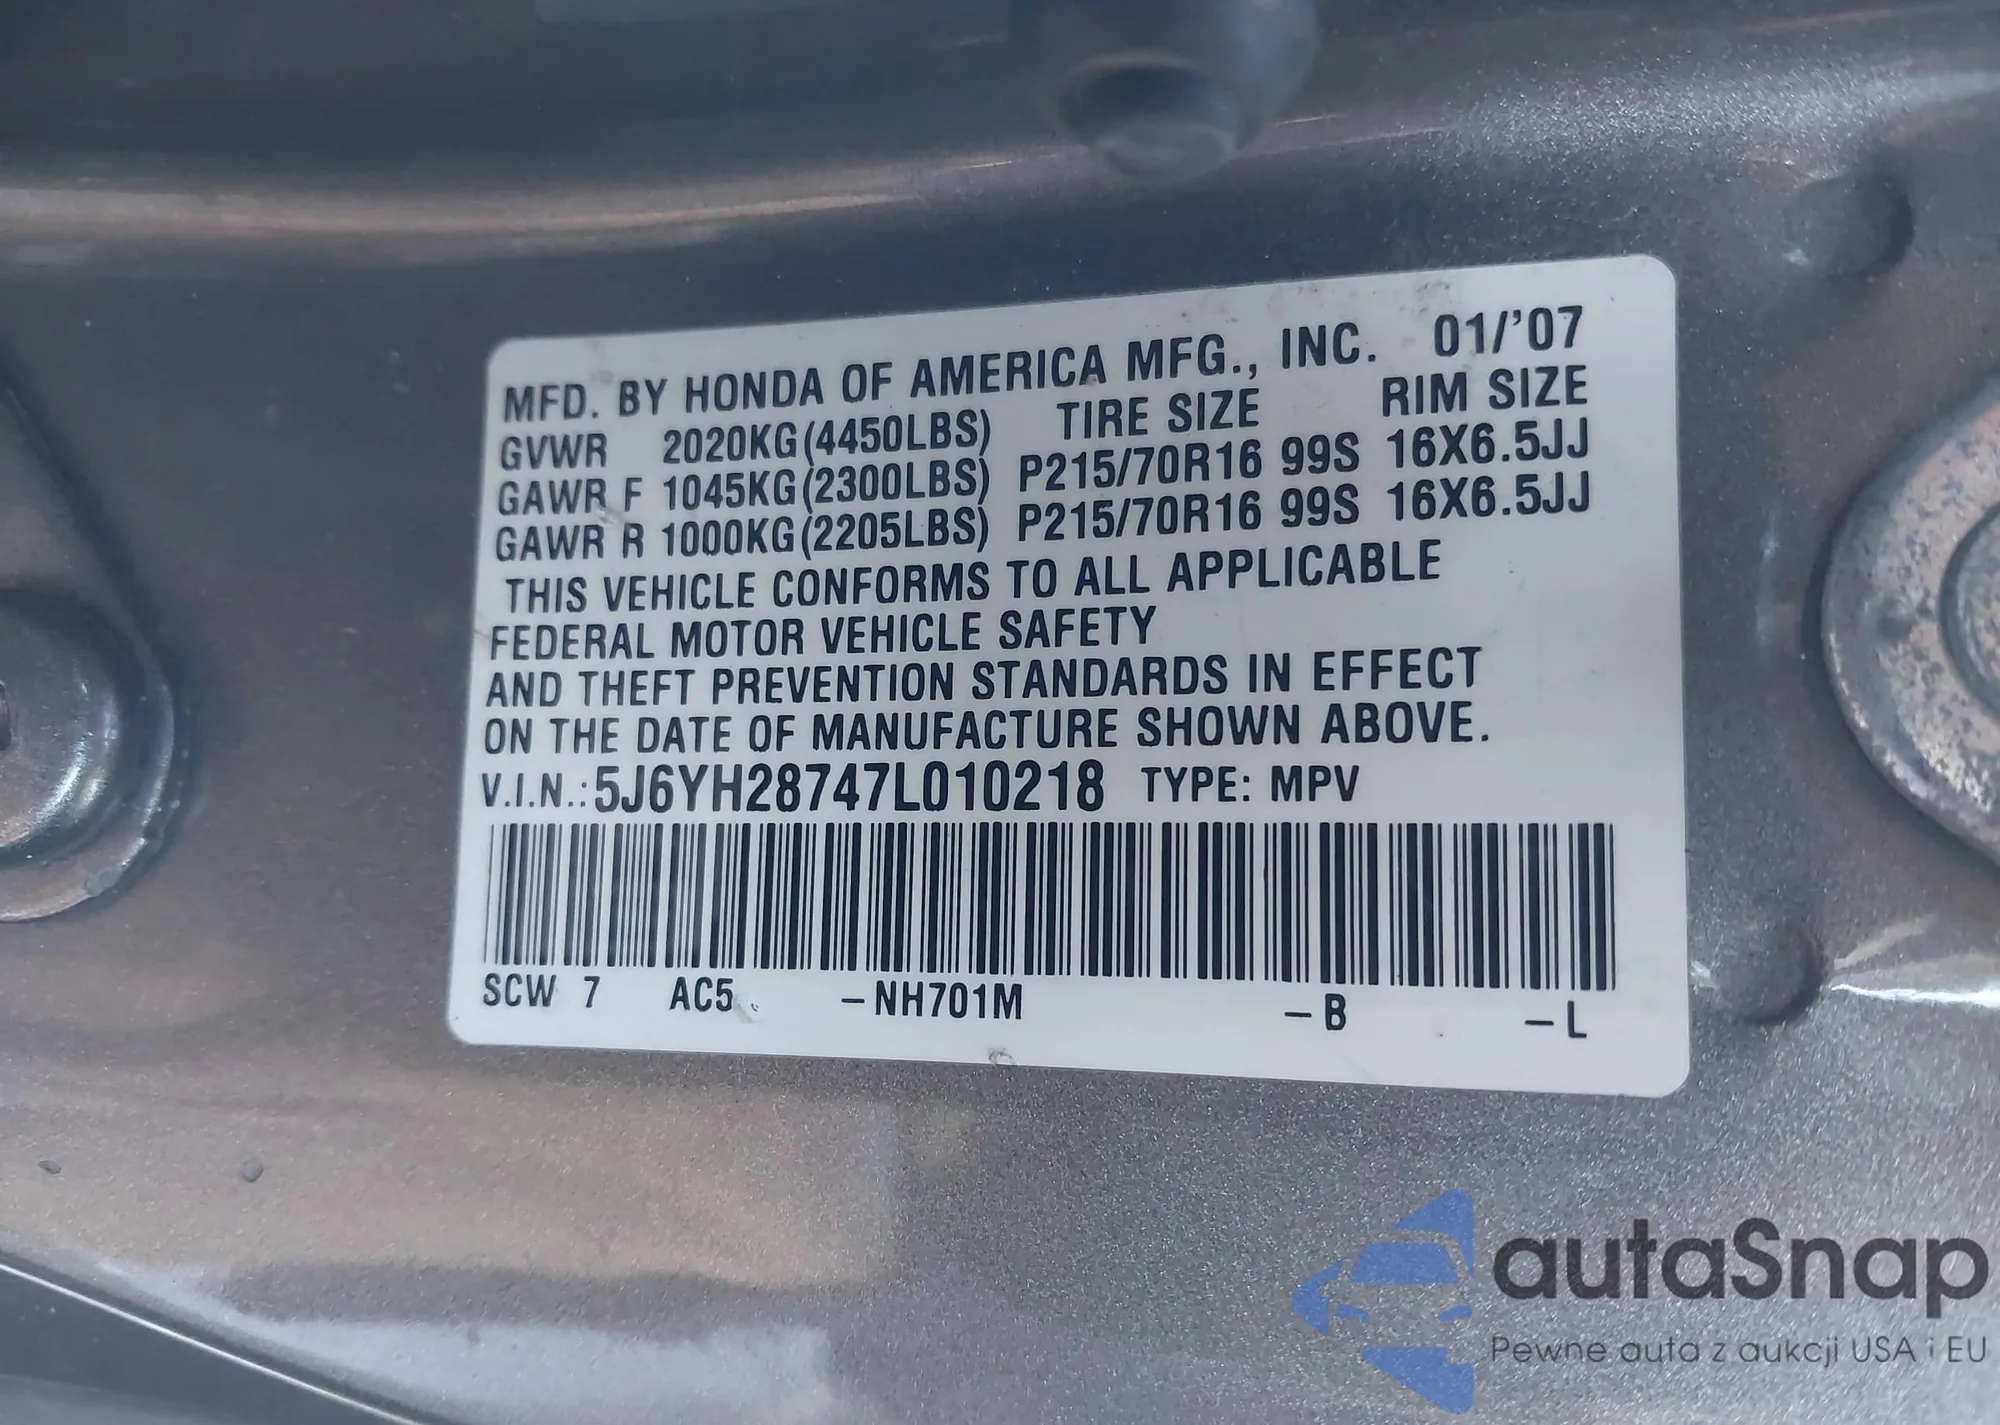 MFD. BY HONDA OF AMERICA MFG., INC. 01/'07
GVWR 2020KG(4450LBS) TIRE SIZE RIM SIZE
GAWR F 1045KG(2300LBS) P215/70R16 99S 16X6.5JJ
GAWR R 1000KG(2205LBS) P215/70R16 99S 16X6.5JJ
THIS VEHICLE CONFORMS TO ALL APPLICABLE
FEDERAL MOTOR VEHICLE SAFETY
AND THEFT PREVENTION STANDARDS IN EFFECT
ON THE DATE OF MANUFACTURE SHOWN ABOVE.
V.I.N.: 5J6YH28747L010218 TYPE: MPV
SCW 7 AC5 -NH701M -B -L
autaSnap
Pewne auta z aukcji USA i EU